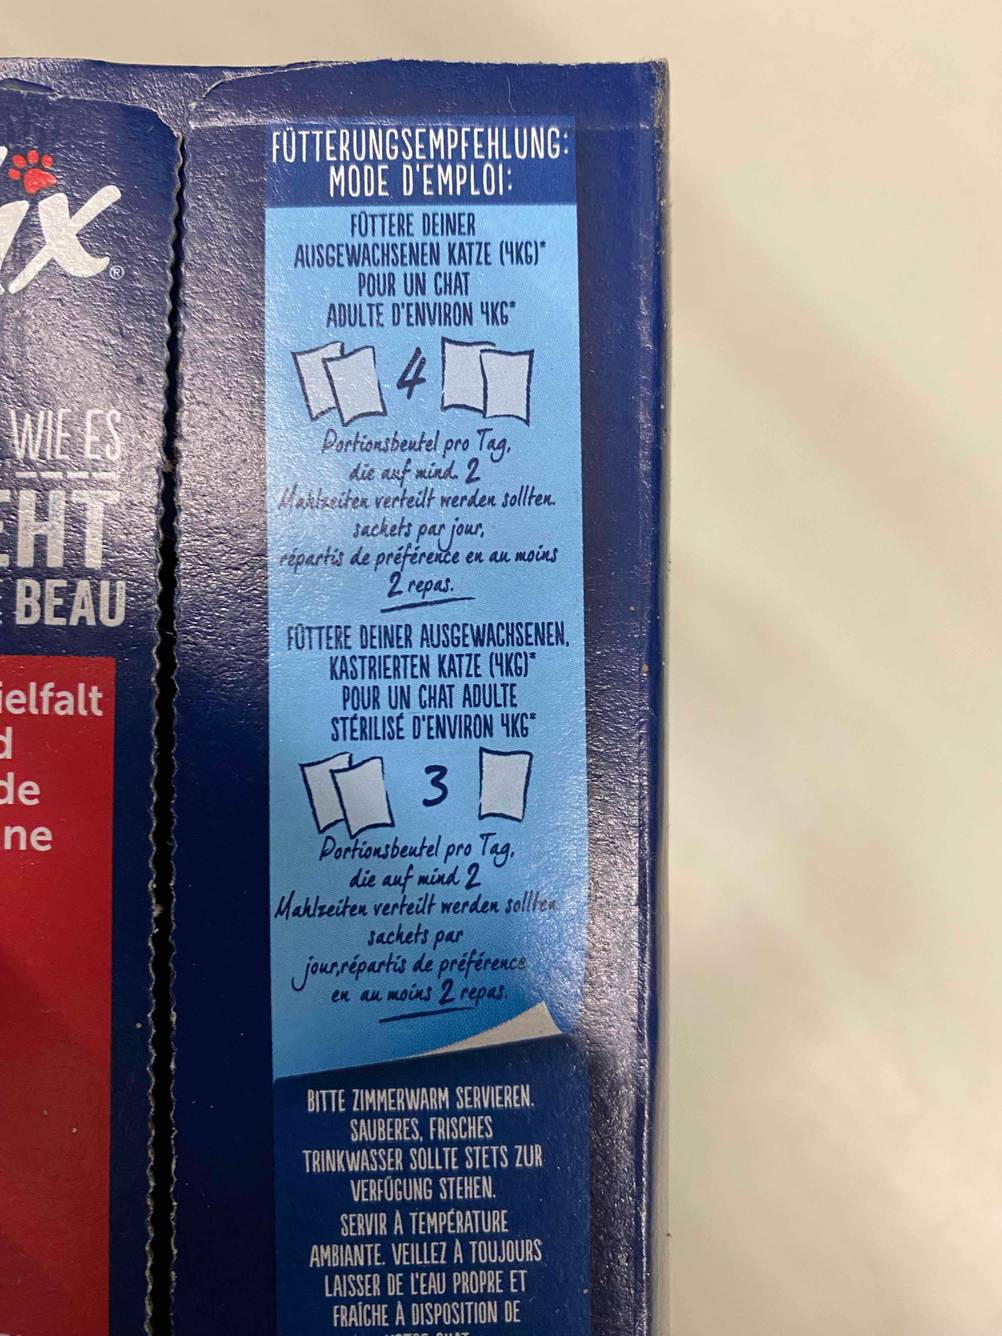 ix®
WIE ES
EHT
BEAU
ielfalt
d
de
ne
FÜTTERUNGSEMPFEHLUNG:
MODE D'EMPLOI:
FÜTTERE DEINER
AUSGEWACHSENEN KATZE (4KG)*
POUR UN CHAT
ADULTE D'ENVIRON 4KG*
4
Portionsbeutel pro Tag,
die auf mind. 2
Mahlzeiten verteilt werden sollten.
sachets par jour,
répartis de préférence en au moins
2 repas.
FÜTTERE DEINER AUSGEWACHSENEN,
KASTRIERTEN KATZE (4KG)*
POUR UN CHAT ADULTE
STÉRILISÉ D'ENVIRON 4KG*
3
Portionsbeutel pro Tag,
die auf mind 2
Mahlzeiten verteilt werden sollten
sachets par
jour,répartis de préférence
en au moins 2 repas.
BITTE ZIMMERWARM SERVIEREN.
SAUBERES, FRISCHES
TRINKWASSER SOLLTE STETS ZUR
VERFÜGUNG STEHEN.
SERVIR À TEMPÉRATURE
AMBIANTE. VEILLEZ À TOUJOURS
LAISSER DE L'EAU PROPRE ET
FRAÎCHE À DISPOSITION DE